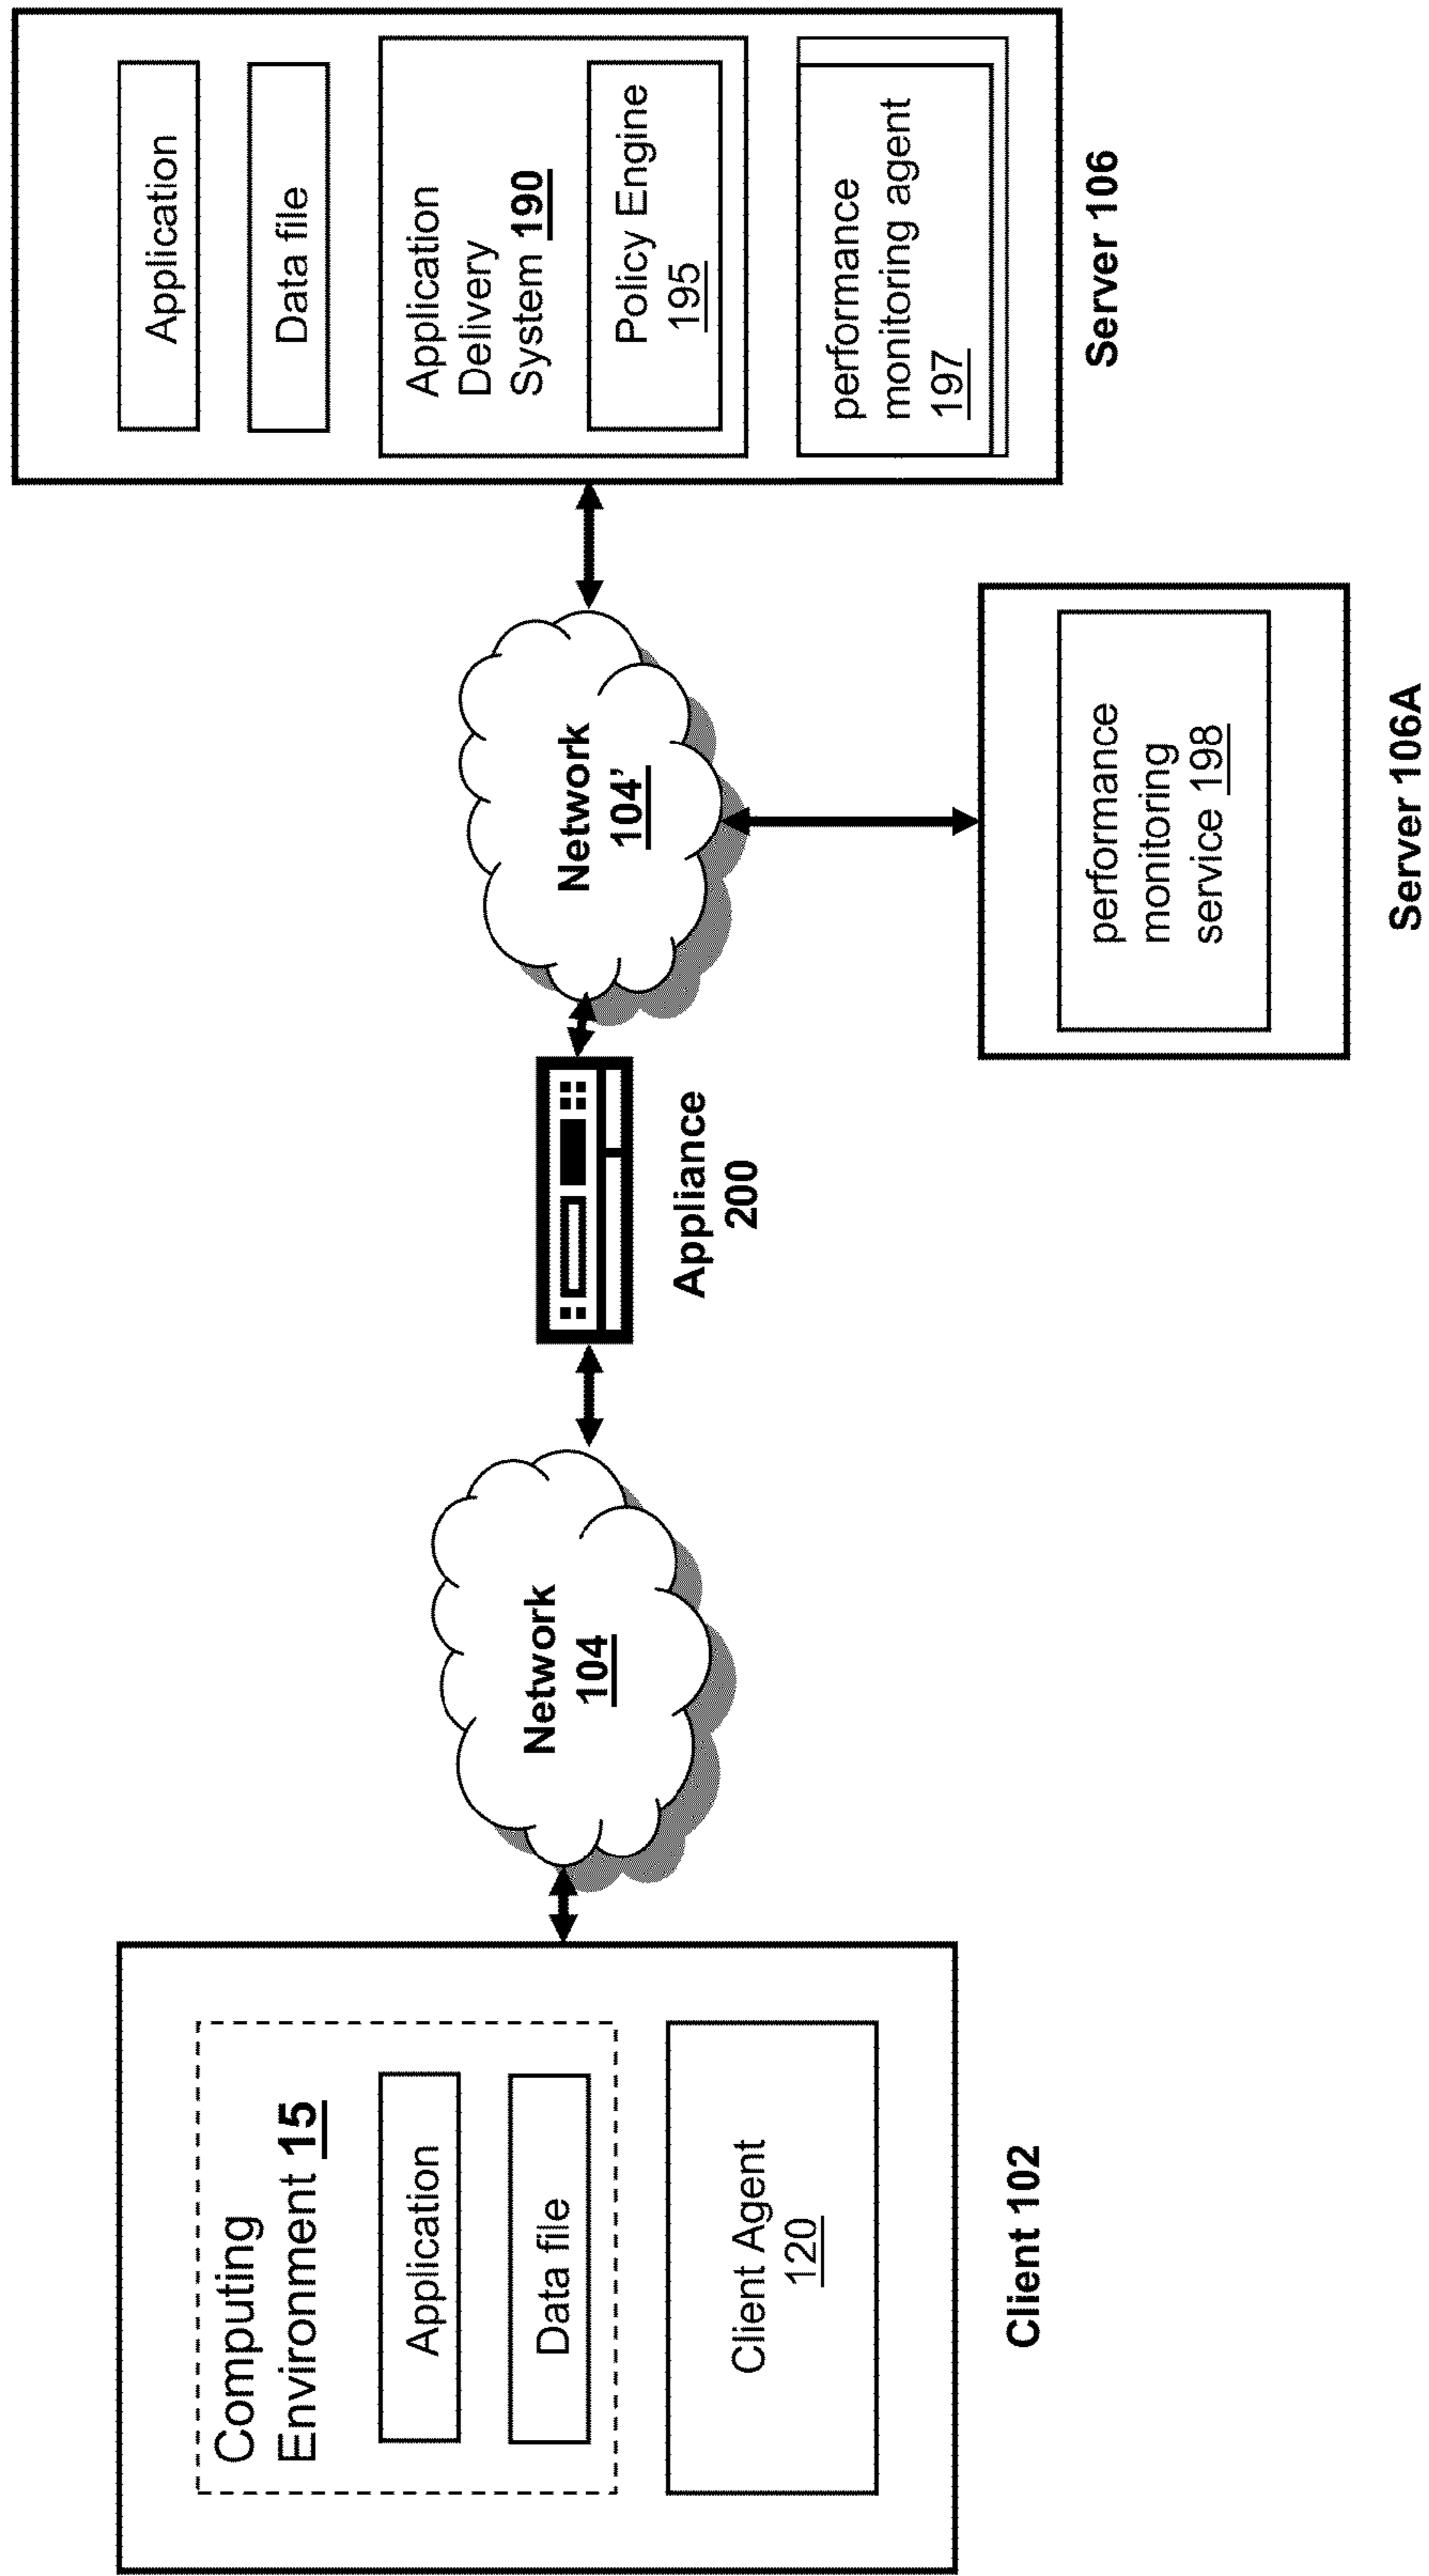 Computing
Environment 15
Application
Data file
Client Agent
120
Client 102
Network
104
Appliance
200
Network
104’
performance
monitoring
service 198
Server 106A
Application
Data file
Application
Delivery
System 190
Policy Engine
195
performance
monitoring agent
197
Server 106